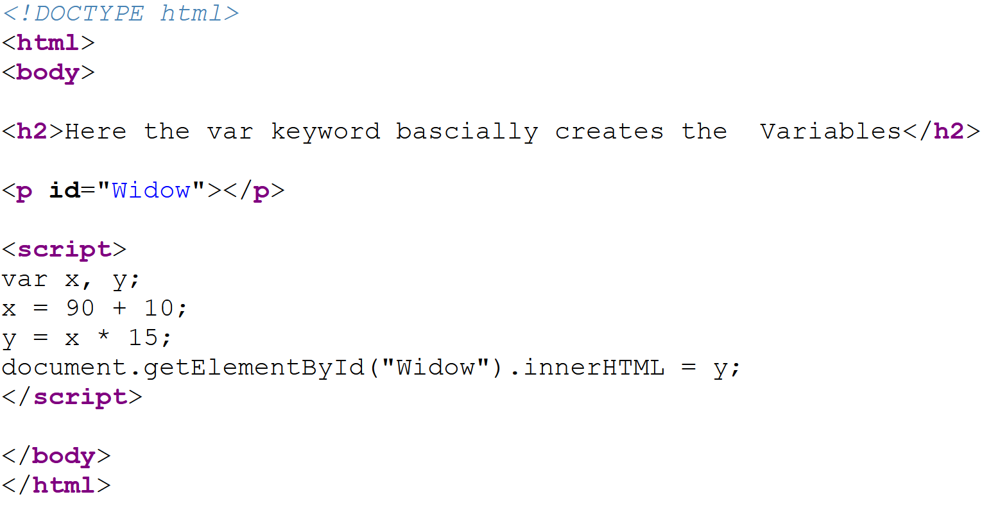 <!DOCTYPE html>
<html>
<body>
<h2>Here the var keyword bascially creates the  Variables</h2>
<p id="Widow"></p>
<script>
var x, y;
x = 90 + 10;
y = x * 15;
document.getElementById("Widow").innerHTML = y;
</script>
</body>
</html>